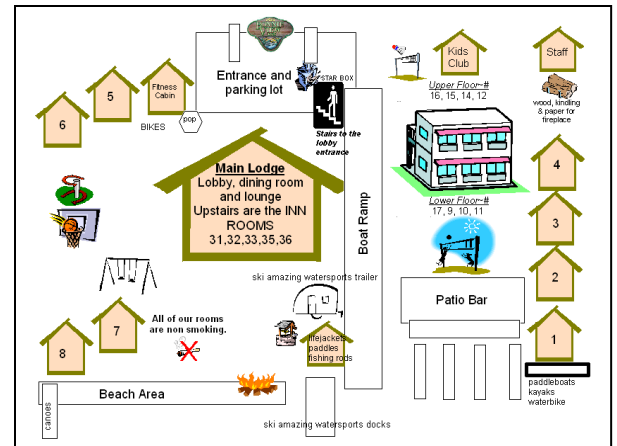 Entrance and
parking lot
STAR BOX
Stairs to the
lobby
entrance
Fitness
Cabin
5
6
BIKES
pop
Kids
Club
Staff
Upper Floor~#
16, 15, 14, 12
wood, kindling
& paper for
fireplace
Main Lodge
Lobby, dining room
and lounge
Upstairs are the INN
ROOMS
31,32,33,35,36
Boat Ramp
Lower Floor~#
17, 9, 10, 11
4
3
2
1
ski amazing watersports trailer
Patio Bar
All of our rooms
are non smoking.
7
8
lifejackets
paddles
fishing rods
paddleboats
kayaks
waterbike
Beach Area
canoes
ski amazing watersports docks